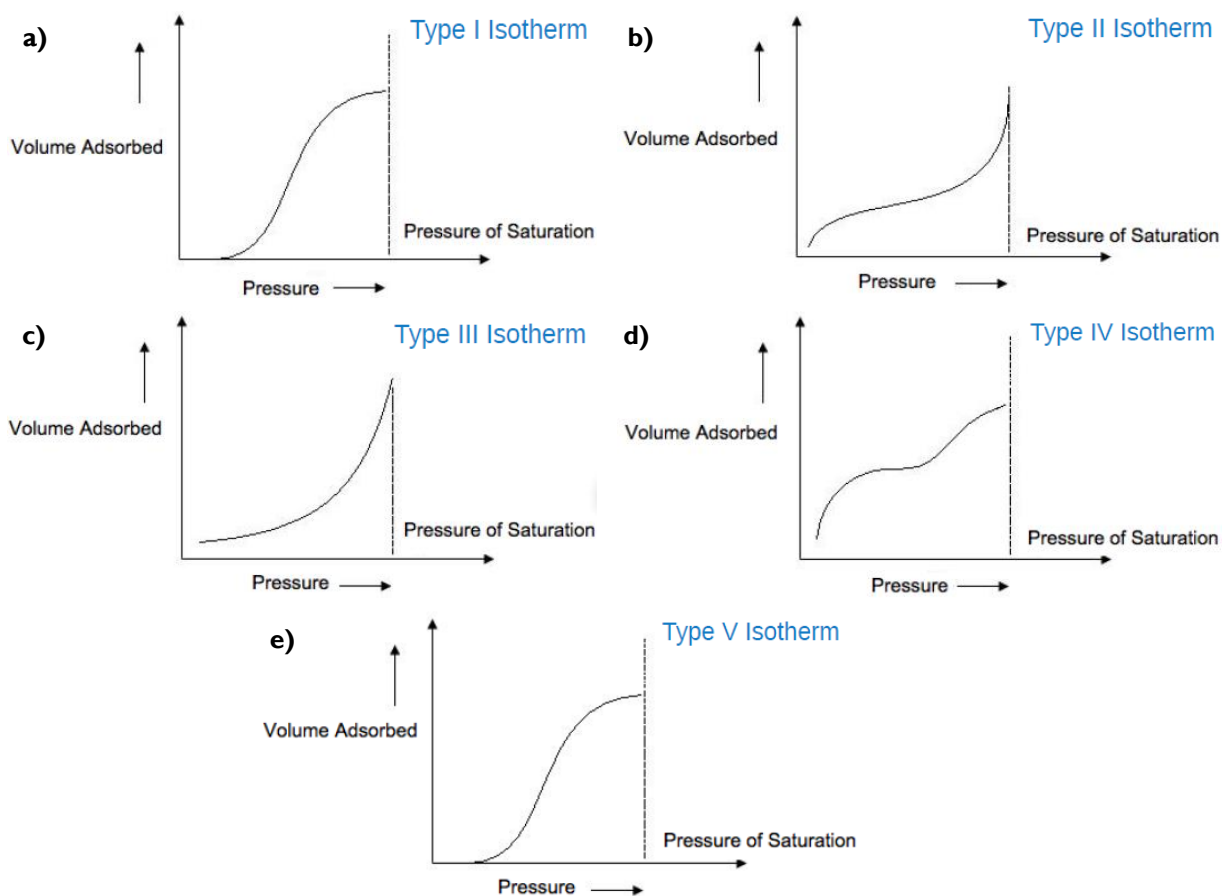 a)
Type I Isotherm
Volume Adsorbed
Pressure of Saturation
Pressure
b)
Type II Isotherm
Volume Adsorbed
Pressure of Saturation
Pressure
c)
Type III Isotherm
Volume Adsorbed
Pressure of Saturation
Pressure
d)
Type IV Isotherm
Volume Adsorbed
Pressure of Saturation
Pressure
e)
Type V Isotherm
Volume Adsorbed
Pressure of Saturation
Pressure